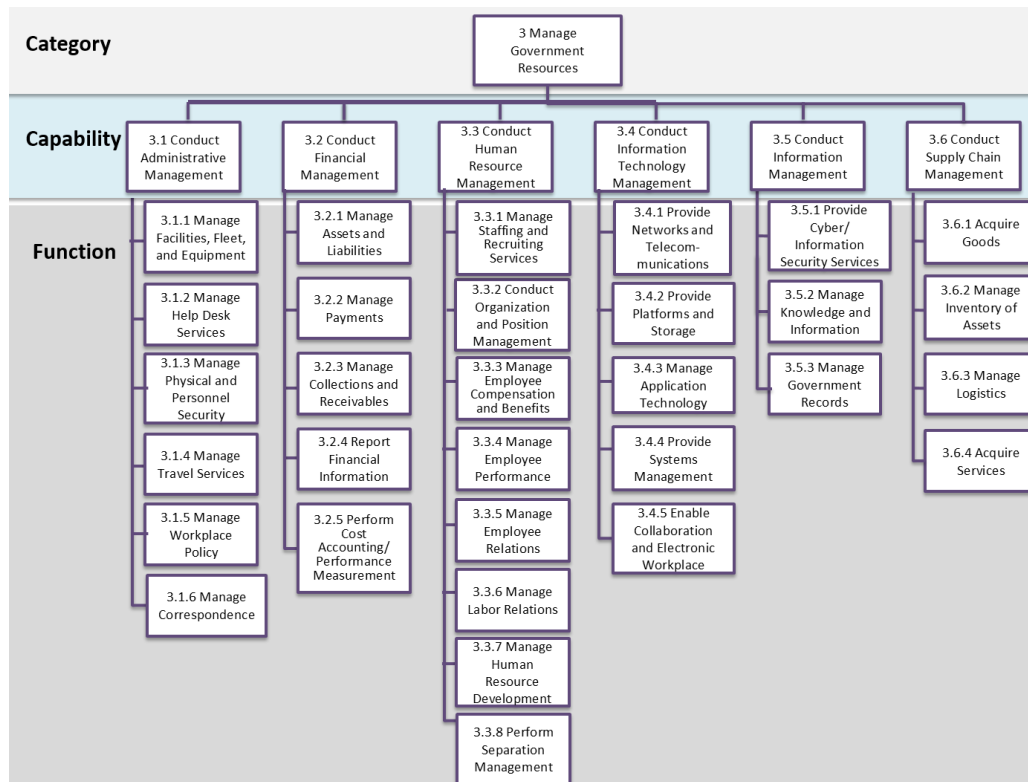 Category
3 Manage
Government
Resources
Capability
3.1 Conduct
Administrative
Management
3.2 Conduct
Financial
Management
3.3 Conduct
Human
Resource
Management
3.4 Conduct
Information
Technology
Management
3.5 Conduct
Information
Management
3.6 Conduct
Supply Chain
Management
Function
3.1.1 Manage
Facilities, Fleet,
and Equipment
3.1.2 Manage
Help Desk
Services
3.1.3 Manage
Physical and
Personnel
Security
3.1.4 Manage
Travel Services
3.1.5 Manage
Workplace
Policy
3.1.6 Manage
Correspondence
3.2.1 Manage
Assets and
Liabilities
3.2.2 Manage
Payments
3.2.3 Manage
Collections and
Receivables
3.2.4 Report
Financial
Information
3.2.5 Perform
Cost
Accounting/
Performance
Measurement
3.3.1 Manage
Staffing and
Recruiting
Services
3.3.2 Conduct
Organization
and Position
Management
3.3.3 Manage
Employee
Compensation
and Benefits
3.3.4 Manage
Employee
Performance
3.3.5 Manage
Employee
Relations
3.3.6 Manage
Labor Relations
3.3.7 Manage
Human
Resource
Development
3.3.8 Perform
Separation
Management
3.4.1 Provide
Networks and
Telecom-
munications
3.4.2 Provide
Platforms and
Storage
3.4.3 Manage
Application
Technology
3.4.4 Provide
Systems
Management
3.4.5 Enable
Collaboration
and Electronic
Workplace
3.5.1 Provide
Cyber/
Information
Security Services
3.5.2 Manage
Knowledge and
Information
3.5.3 Manage
Government
Records
3.6.1 Acquire
Goods
3.6.2 Manage
Inventory of
Assets
3.6.3 Manage
Logistics
3.6.4 Acquire
Services